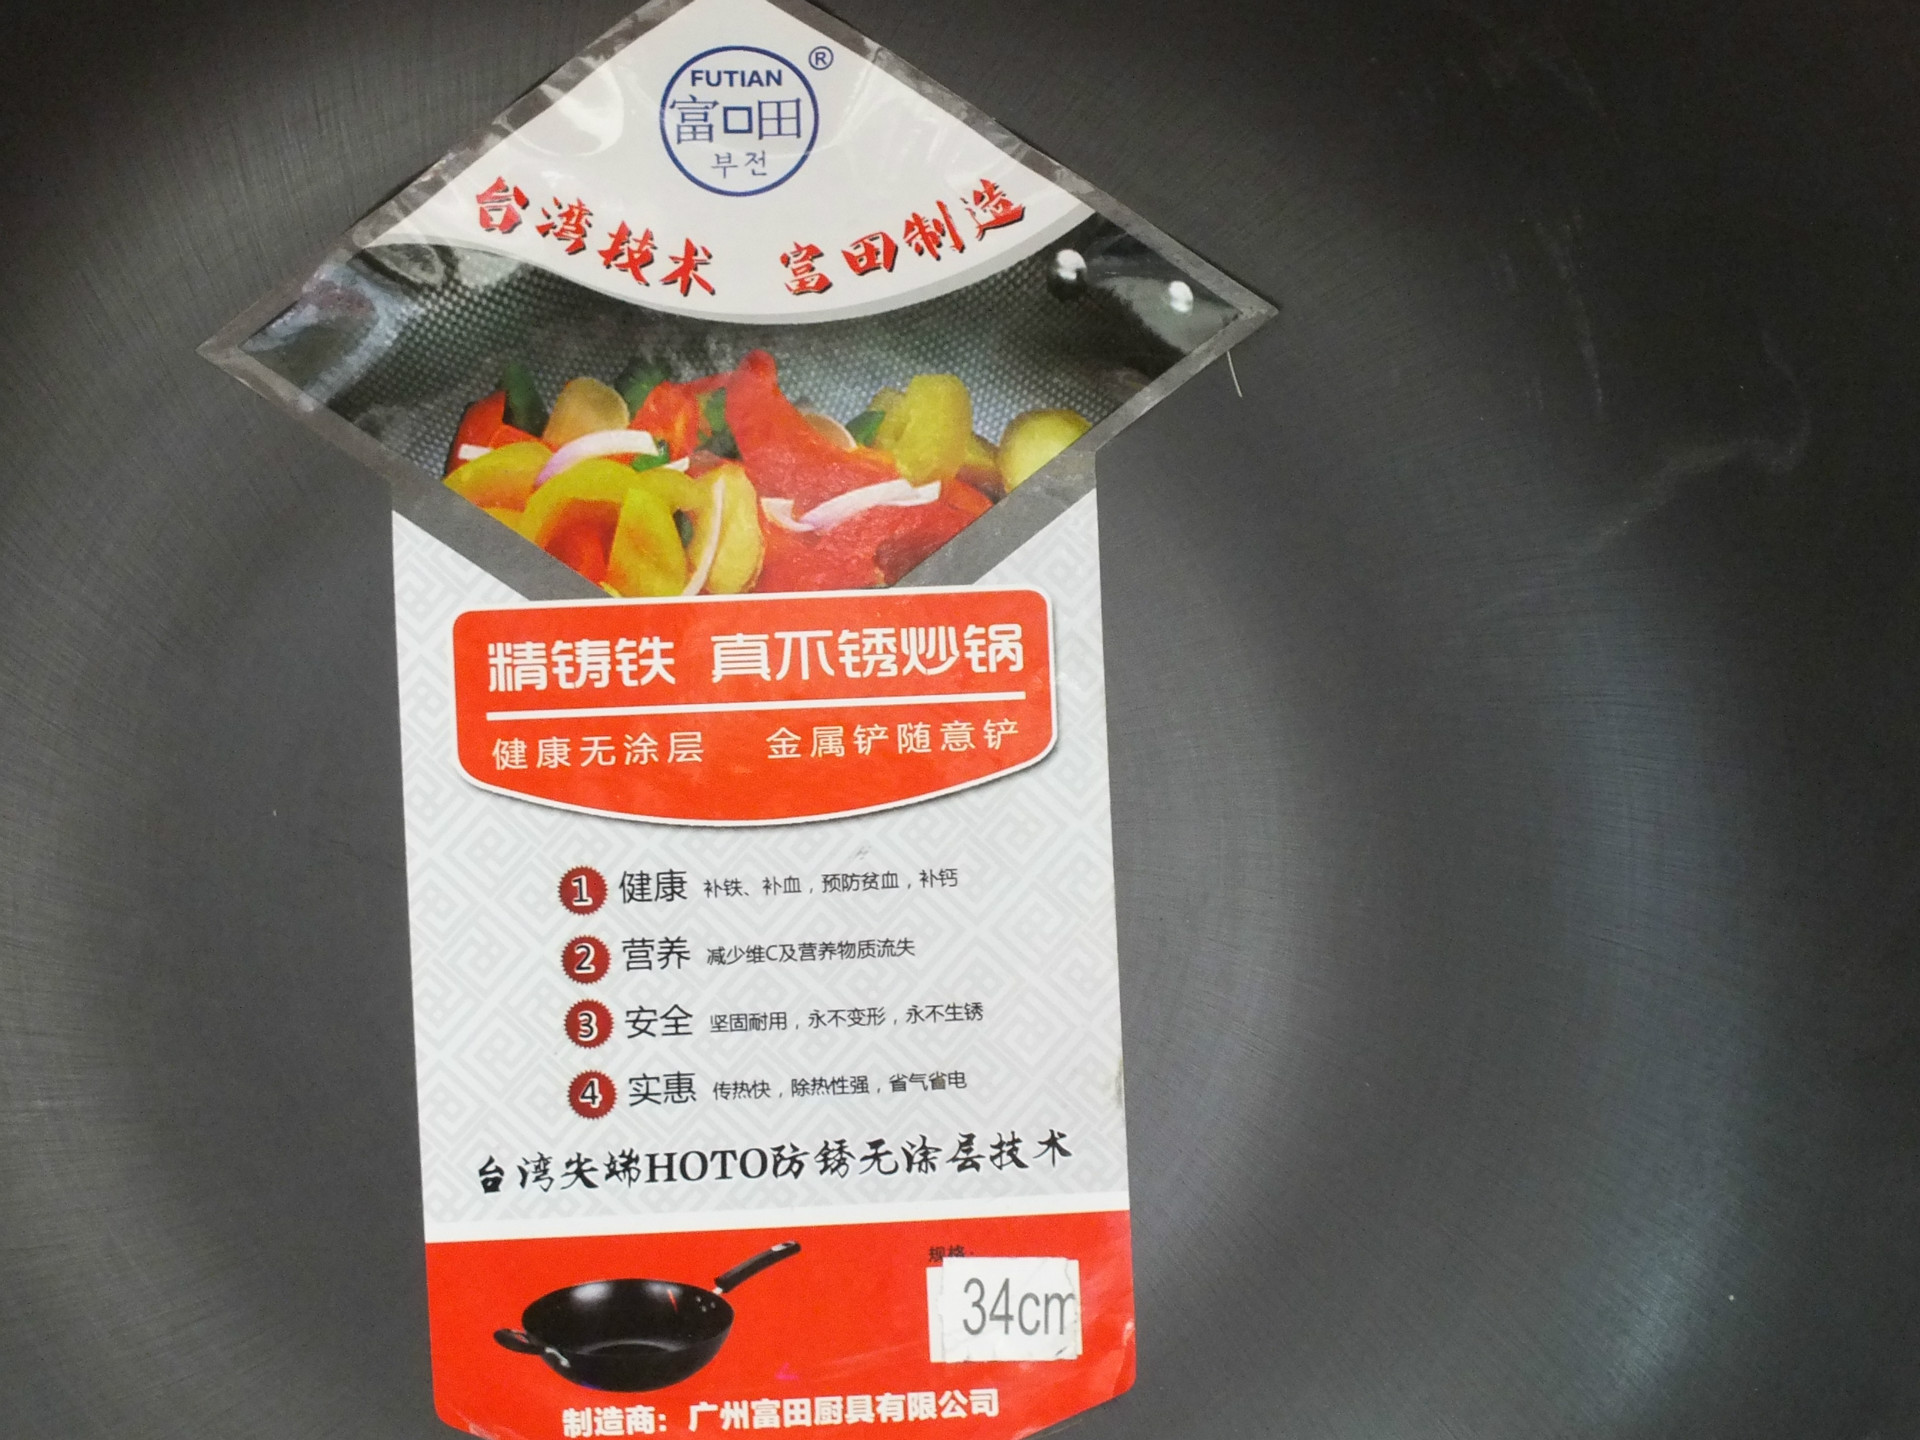 FUTIAN
®
富口田
부전
台湾技术 富田制造
精铸铁 真不锈炒锅
健康无涂层 金属铲随意铲
1 健康 补铁、补血，预防贫血，补钙
2 营养 减少维C及营养物质流失
3 安全 坚固耐用，永不变形，永不生锈
4 实惠 传热快，除热性强，省气省电
台湾尖端HOTO防锈无涂层技术
规格:
34cm
制造商：广州富田厨具有限公司